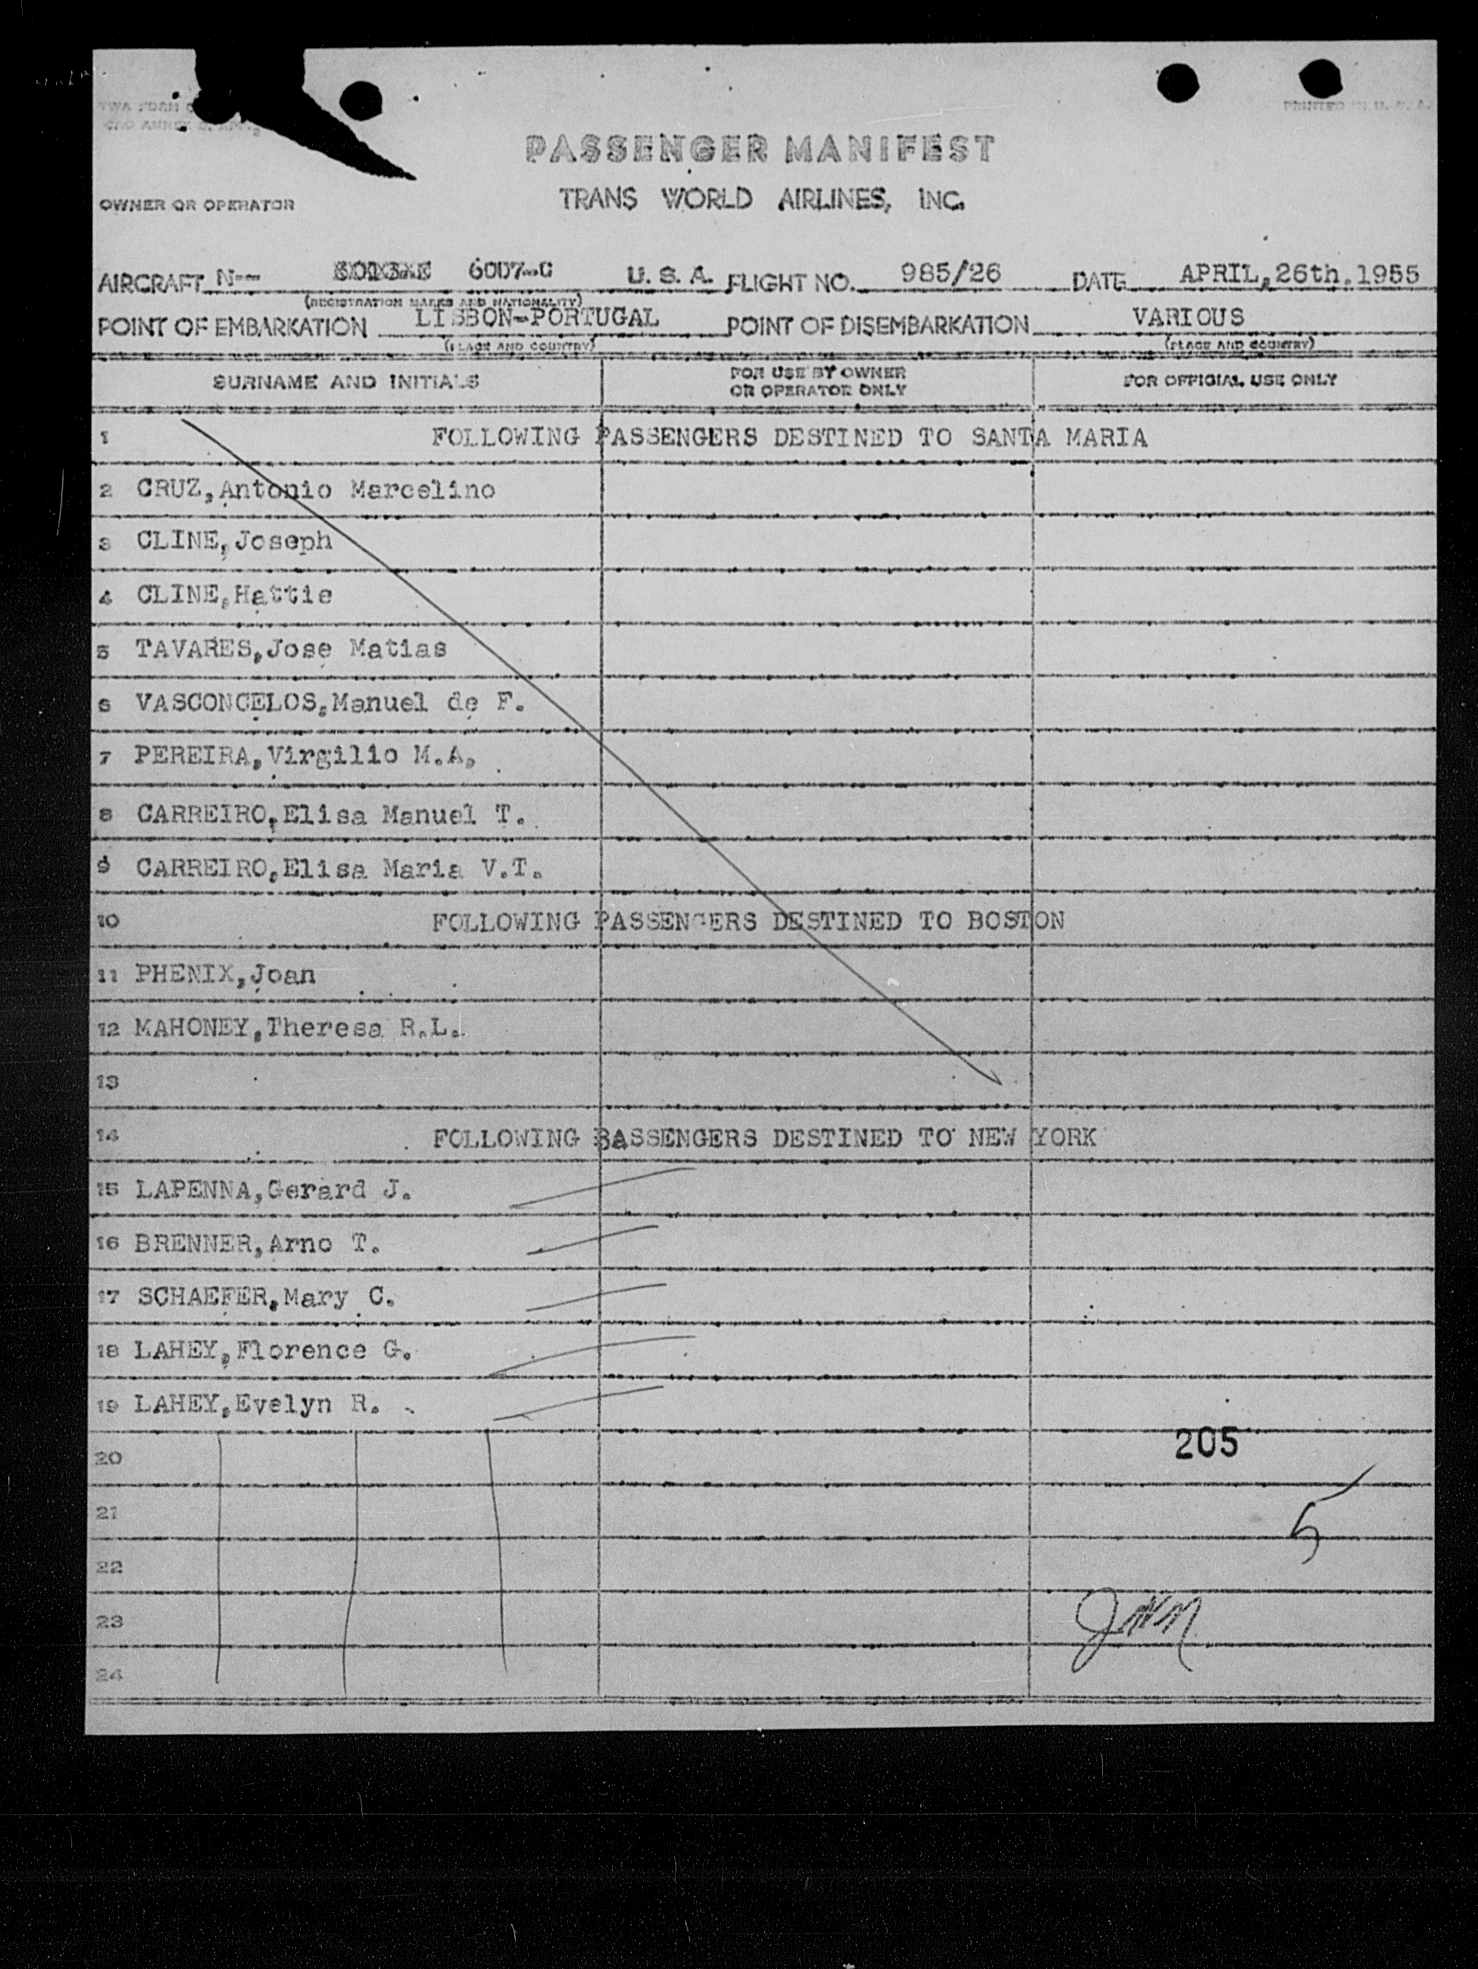 TWA FORM
PRINTED IN U. S. A.
PASSENGER MANIFEST
OWNER OR OPERATOR
TRANS WORLD AIRLINES, INC.
AIRCRAFT N-- 6007-C U. S. A. FLIGHT NO. 985/26 DATE APRIL,26th,1955
(REGISTRATION MARKS AND NATIONALITY)
POINT OF EMBARKATION LISBON-PORTUGAL POINT OF DISEMBARKATION VARIOUS
(PLACE AND COUNTRY) (PLACE AND COUNTRY)
SURNAME AND INITIALS FOR USE BY OWNER OR OPERATOR ONLY FOR OFFICIAL USE ONLY
1 FOLLOWING PASSENGERS DESTINED TO SANTA MARIA
2 CRUZ,Antonio Marcelino
3 CLINE,Joseph
4 CLINE,Hattie
5 TAVARES,Jose Matias
6 VASCONCELOS,Manuel de F.
7 PEREIRA,Virgilio M.A.
8 CARREIRO,Elisa Manuel T.
9 CARREIRO,Elisa Maria V.T.
10 FOLLOWING PASSENGERS DESTINED TO BOSTON
11 PHENIX,Joan
12 MAHONEY,Theresa R.L.
13
14 FOLLOWING PASSENGERS DESTINED TO NEW YORK
15 LAPENNA,Gerard J.
16 BRENNER,Arno T.
17 SCHAEFER,Mary C.
18 LAHEY,Florence G.
19 LAHEY,Evelyn R.
205
20
21 5
22
23
24